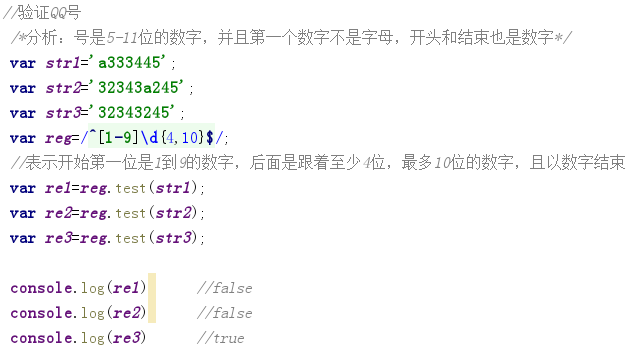 //验证QQ号
/*分析：号是5-11位的数字，并且第一个数字不是字母，开头和结束也是数字*/
var str1='a333445';
var str2='32343a245';
var str3='32343245';
var reg=/^[1-9]\d{4,10}$/;
//表示开始第一位是1到9的数字，后面是跟着至少4位，最多10位的数字，且以数字结束
var re1=reg.test(str1);
var re2=reg.test(str2);
var re3=reg.test(str3);
console.log(re1) //false
console.log(re2) //false
console.log(re3) //true